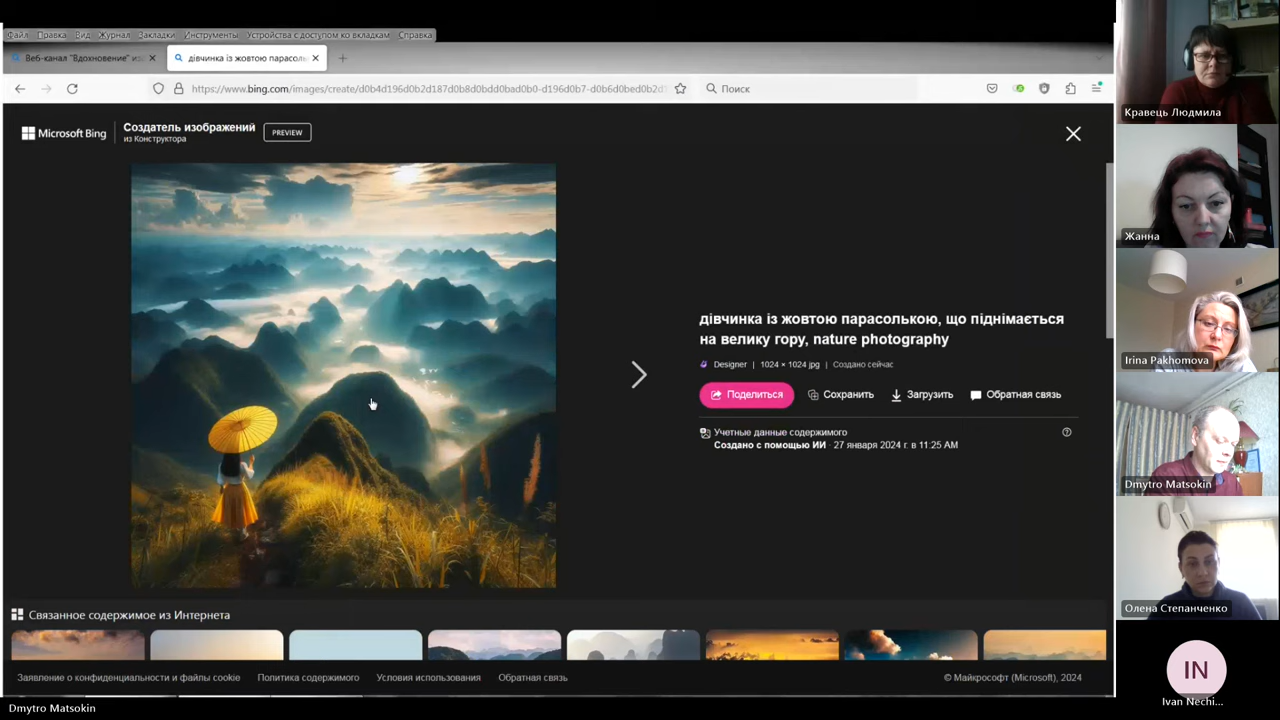 Файл Правка Вид Журнал Закладки Инструменты Устройства с доступом ко вкладкам Справка
Веб-канал "Вдохновение" из
дівчинка із жовтою парасоль
https://www.bing.com/images/create/d0b4d196d0b2d187d0b8d0bdd0bad0b0-d196d0b7-d0b6d0bed0b2d1
Поиск
Microsoft Bing
Создатель изображений
из Конструктора
PREVIEW
дівчинка із жовтою парасолькою, що піднімається
на велику гору, nature photography
Designer | 1024 × 1024 jpg | Создано сейчас
Поделиться
Сохранить
Загрузить
Обратная связь
Учетные данные содержимого
Создано с помощью ИИ · 27 января 2024 г. в 11:25 AM
Связанное содержимое из Интернета
Заявление о конфиденциальности и файлы cookie
Политика содержимого
Условия использования
Обратная связь
© Майкрософт (Microsoft), 2024
Dmytro Matsokin
Кравець Людмила
Жанна
Irina Pakhomova
Dmytro Matsokin
Олена Степанченко
IN
Ivan Nechi...